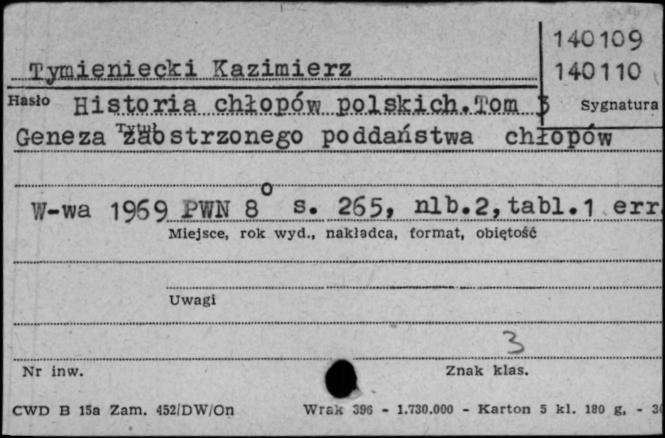 140109
Tymieniecki Kazimierz 140110
Hasło Historia chłopów polskich.Tom 3 Sygnatura
Geneza Tytuł zaostrzonego poddaństwa chłopów
W-wa 1969 PWN 8° s. 265, nlb.2,tabl.1 err
Miejsce, rok wyd., nakładca, format, objętość
Uwagi
3
Nr inw. Znak klas.
CWD B 15a Zam. 452/DW/On Wrak 396 - 1.730.000 - Karton 5 kl. 180 g, -